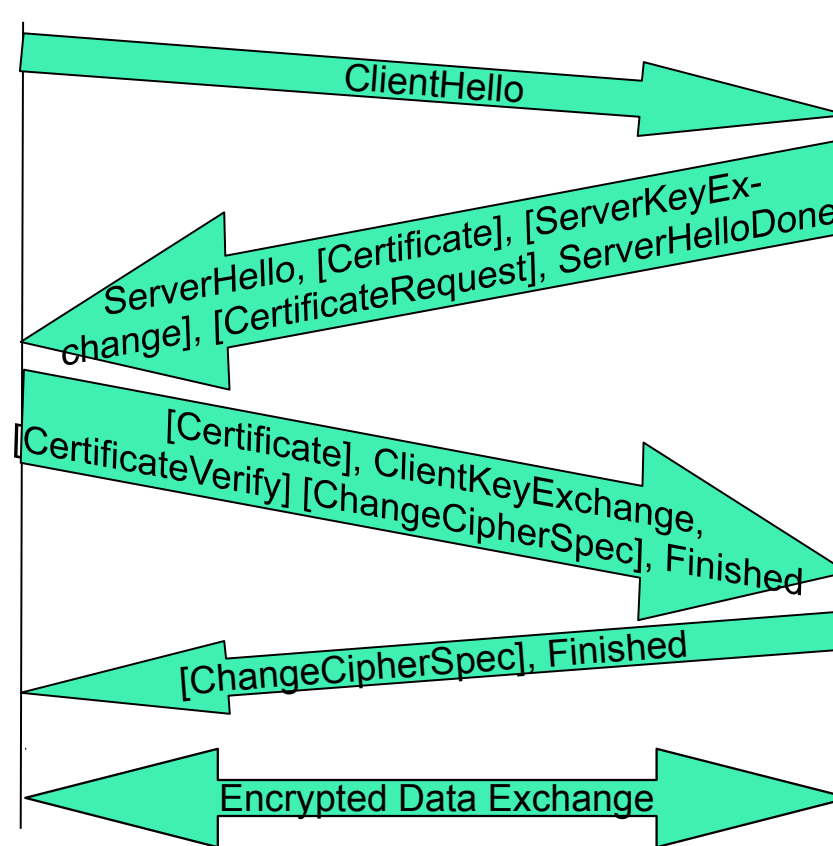 ClientHello
ServerHello, [Certificate], [ServerKeyEx-
change], [CertificateRequest], ServerHelloDone
[Certificate], ClientKeyExchange,
[CertificateVerify] [ChangeCipherSpec], Finished
[ChangeCipherSpec], Finished
Encrypted Data Exchange